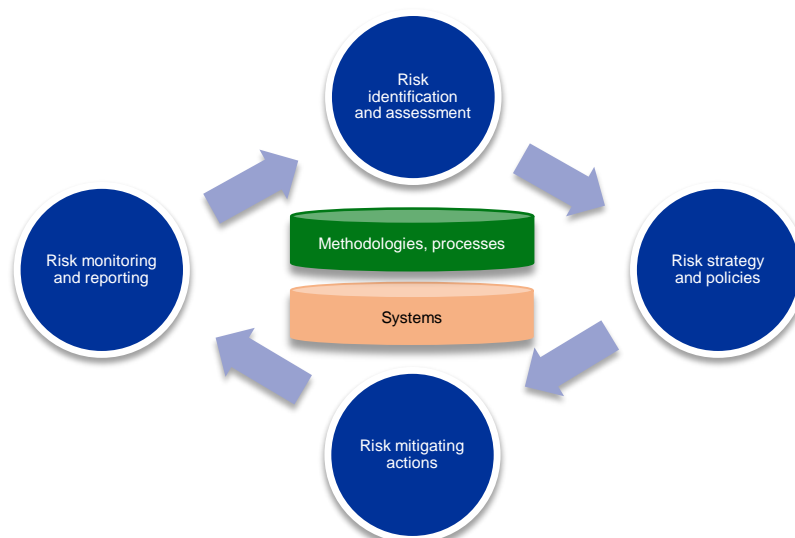 Risk
identification
and assessment
Methodologies, processes
Risk monitoring
and reporting
Risk strategy
and policies
Systems
Risk mitigating
actions